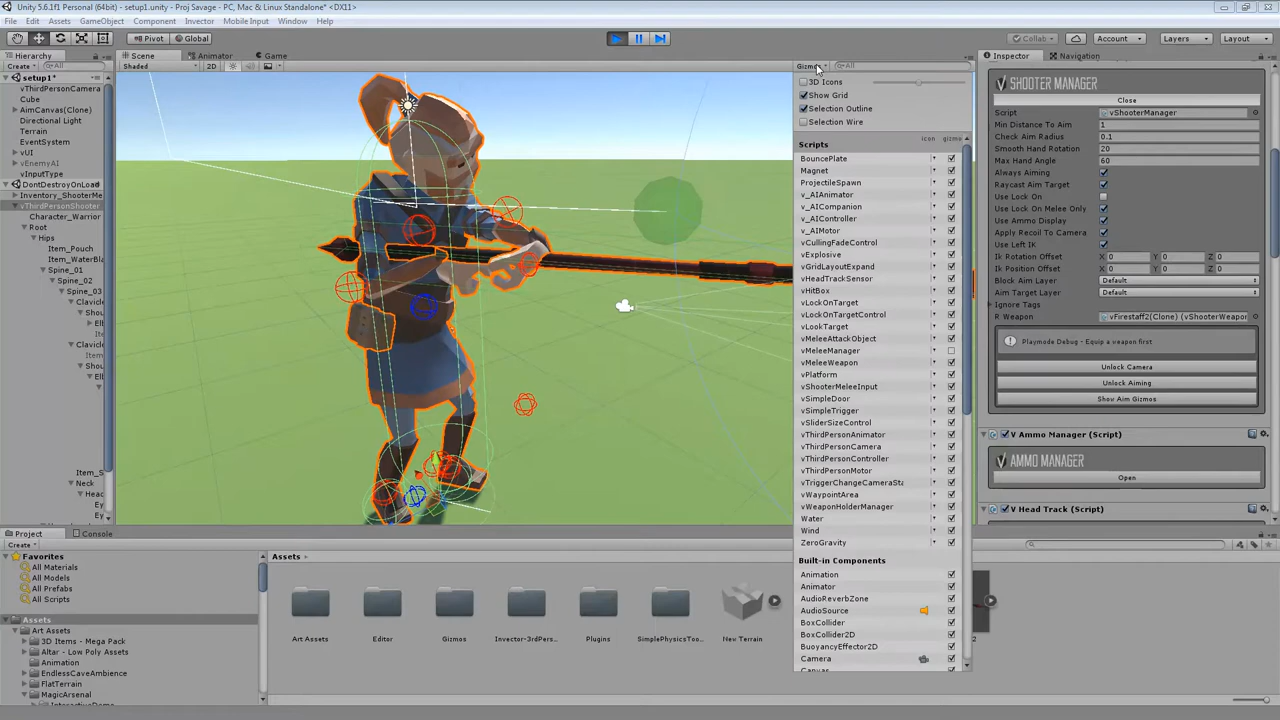 Unity 5.6.1f1 Personal (64bit) - setup1.unity - Proj Savage - PC, Mac & Linux Standalone* <DX11>
File Edit Assets GameObject Component Invector Mobile Input Window Help
Pivot Global Collab Account Layers Layout
Hierarchy Scene Animator Game Inspector Navigation
Create All Shaded 2D Gizmos All
setup1*
vThirdPersonCamera
Cube
AimCanvas(Clone)
Directional Light
Terrain
EventSystem
vUI
vEnemyAI
vInputType
DontDestroyOnLoad
Inventory_ShooterMe
vThirdPersonShooter
Character_Warrior
Root
Hips
Item_Pouch
Item_WaterBla
Spine_01
Spine_02
Spine_03
Clavicle
Shou
Elb
Item
Clavicle
Item
Shou
Elb
Item_S
Neck
Head
Eye
Eye
3D Icons
Show Grid
Selection Outline
Selection Wire
icon gizmo
Scripts
BouncePlate
Magnet
ProjectileSpawn
v_AIAnimator
v_AICompanion
v_AIController
v_AIMotor
vCullingFadeControl
vExplosive
vGridLayoutExpand
vHeadTrackSensor
vHitBox
vLockOnTarget
vLockOnTargetControl
vLookTarget
vMeleeAttackObject
vMeleeManager
vMeleeWeapon
vPlatform
vShooterMeleeInput
vSimpleDoor
vSimpleTrigger
vSliderSizeControl
vThirdPersonAnimator
vThirdPersonCamera
vThirdPersonController
vThirdPersonMotor
vTriggerChangeCameraSta
vWaypointArea
vWeaponHolderManager
Water
Wind
ZeroGravity
Built-in Components
Animation
Animator
AudioReverbZone
AudioSource
BoxCollider
BoxCollider2D
BuoyancyEffector2D
Camera
SHOOTER MANAGER
Close
Script vShooterManager
Min Distance To Aim 1
Check Aim Radius 0.1
Smooth Hand Rotation 20
Max Hand Angle 60
Always Aiming
Raycast Aim Target
Use Lock On
Use Lock On Melee Only
Use Ammo Display
Apply Recoil To Camera
Use Left IK
Ik Rotation Offset X 0 Y 0 Z 0
Ik Position Offset X 0 Y 0 Z 0
Block Aim Layer Default
Aim Target Layer Default
Ignore Tags
R Weapon vFirestaff2(Clone) (vShooterWeapon
Playmode Debug - Equip a weapon first
Unlock Camera
Unlock Aiming
Show Aim Gizmos
V Ammo Manager (Script)
AMMO MANAGER
Open
V Head Track (Script)
Project Console
Create
Favorites
All Materials
All Models
All Prefabs
All Scripts
Assets
Art Assets
3D Items - Mega Pack
Altar - Low Poly Assets
Animation
EndlessCaveAmbience
FlatTerrain
MagicArsenal
InteractiveDemo
Assets
Art Assets Editor Gizmos Invector-3rdPers... Plugins SimplePhysicsToo... New Terrain